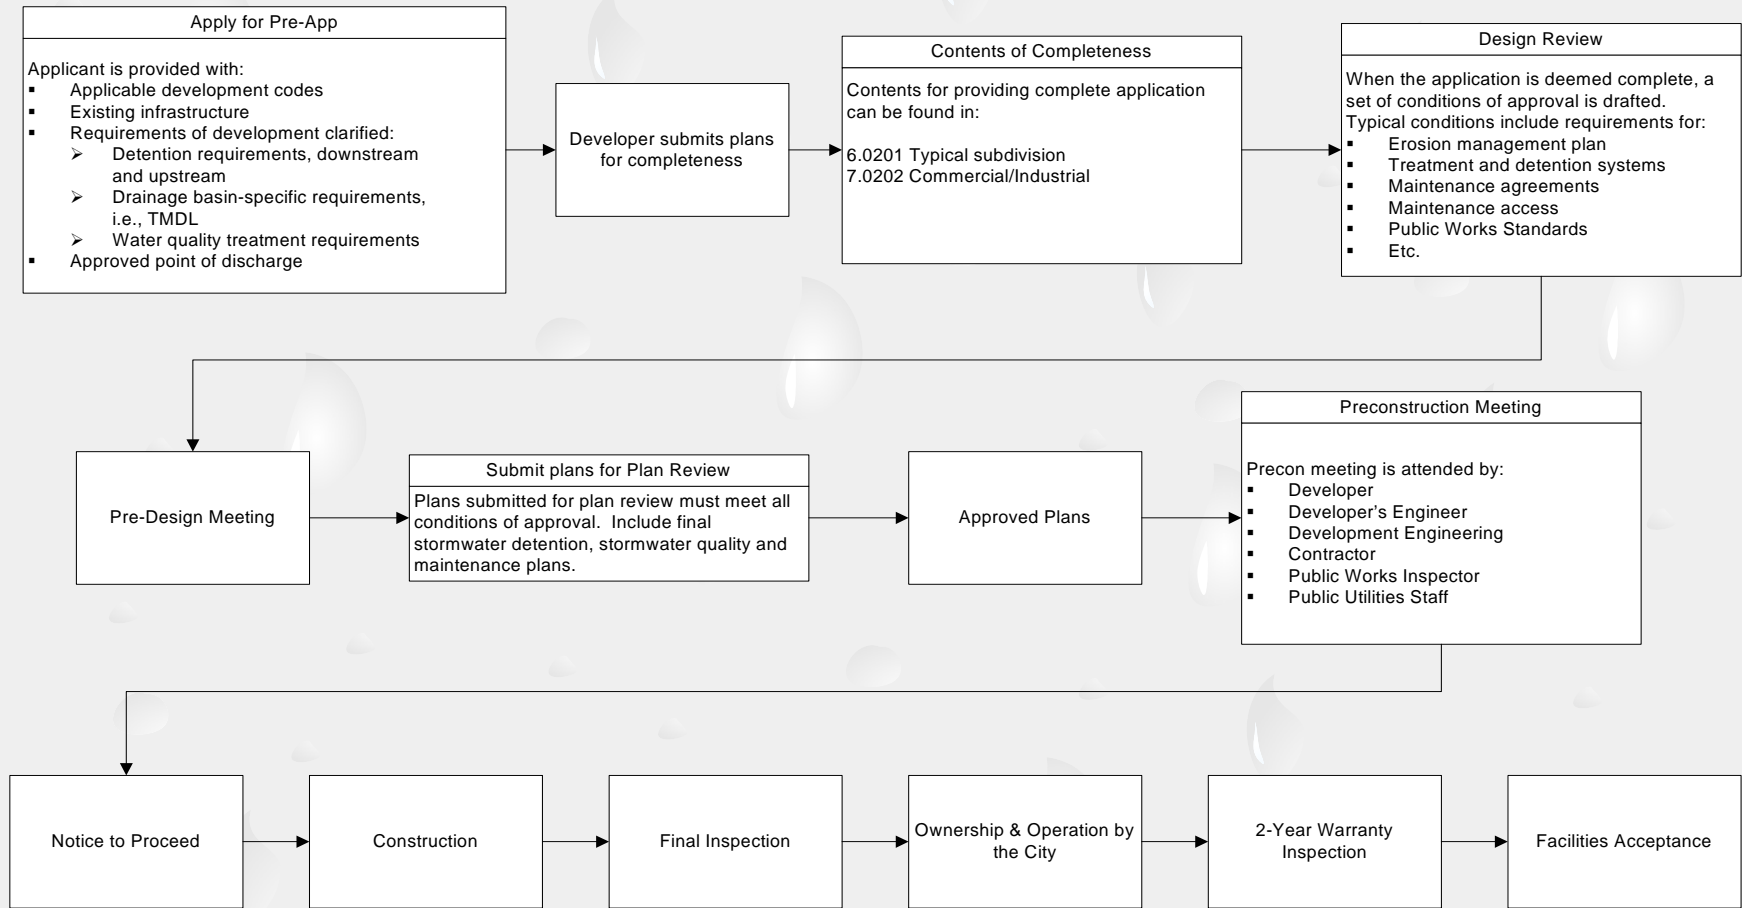 Apply for Pre-App
Applicant is provided with:
▪ Applicable development codes
▪ Existing infrastructure
▪ Requirements of development clarified:
➢ Detention requirements, downstream
and upstream
➢ Drainage basin-specific requirements,
i.e., TMDL
➢ Water quality treatment requirements
▪ Approved point of discharge
Developer submits plans
for completeness
Contents of Completeness
Contents for providing complete application
can be found in:
6.0201 Typical subdivision
7.0202 Commercial/Industrial
Design Review
When the application is deemed complete, a
set of conditions of approval is drafted.
Typical conditions include requirements for:
▪ Erosion management plan
▪ Treatment and detention systems
▪ Maintenance agreements
▪ Maintenance access
▪ Public Works Standards
▪ Etc.
Pre-Design Meeting
Submit plans for Plan Review
Plans submitted for plan review must meet all
conditions of approval. Include final
stormwater detention, stormwater quality and
maintenance plans.
Approved Plans
Preconstruction Meeting
Precon meeting is attended by:
▪ Developer
▪ Developer's Engineer
▪ Development Engineering
▪ Contractor
▪ Public Works Inspector
▪ Public Utilities Staff
Notice to Proceed
Construction
Final Inspection
Ownership & Operation by
the City
2-Year Warranty
Inspection
Facilities Acceptance